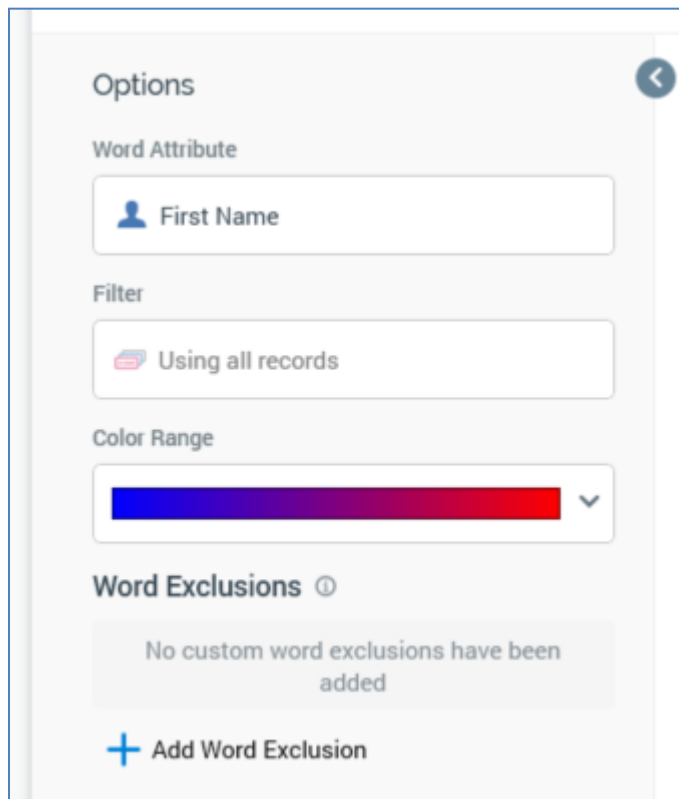 Options
Word Attribute
First Name
Filter
Using all records
Color Range
Word Exclusions
No custom word exclusions have been
added
Add Word Exclusion